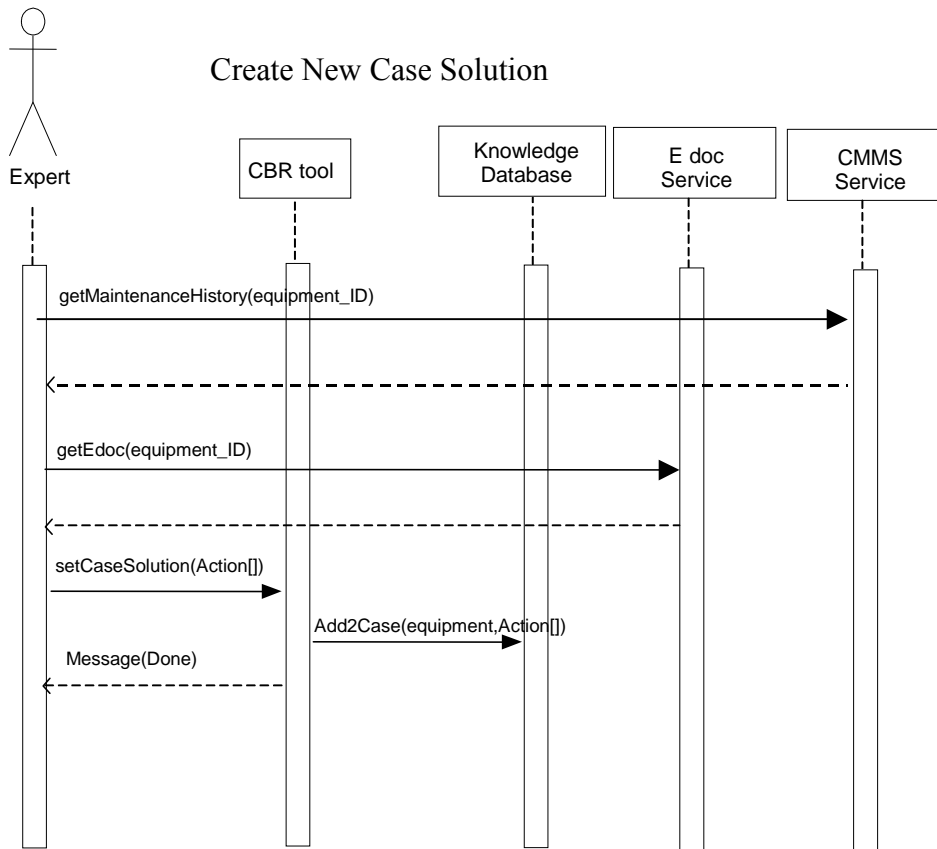 Create New Case Solution
Expert
CBR tool
Knowledge
Database
E doc
Service
CMMS
Service
getMaintenanceHistory(equipment_ID)
getEdoc(equipment_ID)
setCaseSolution(Action[])
Add2Case(equipment,Action[])
Message(Done)